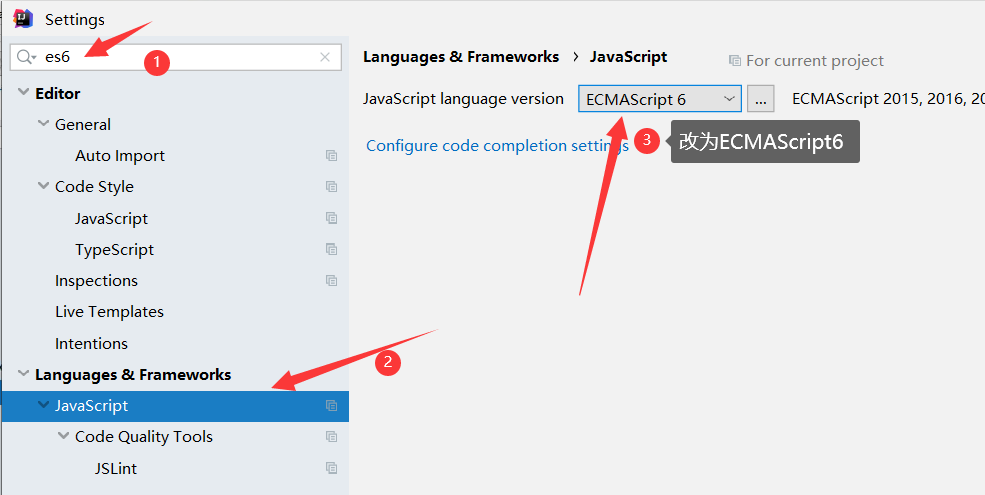 Settings
es6
1
Languages & Frameworks › JavaScript
For current project
Editor
JavaScript language version
ECMAScript 6
...
ECMAScript 2015, 2016, 20
General
Configure code completion settings
3
改为ECMAScript6
Auto Import
Code Style
JavaScript
TypeScript
Inspections
Live Templates
Intentions
2
Languages & Frameworks
JavaScript
Code Quality Tools
JSLint